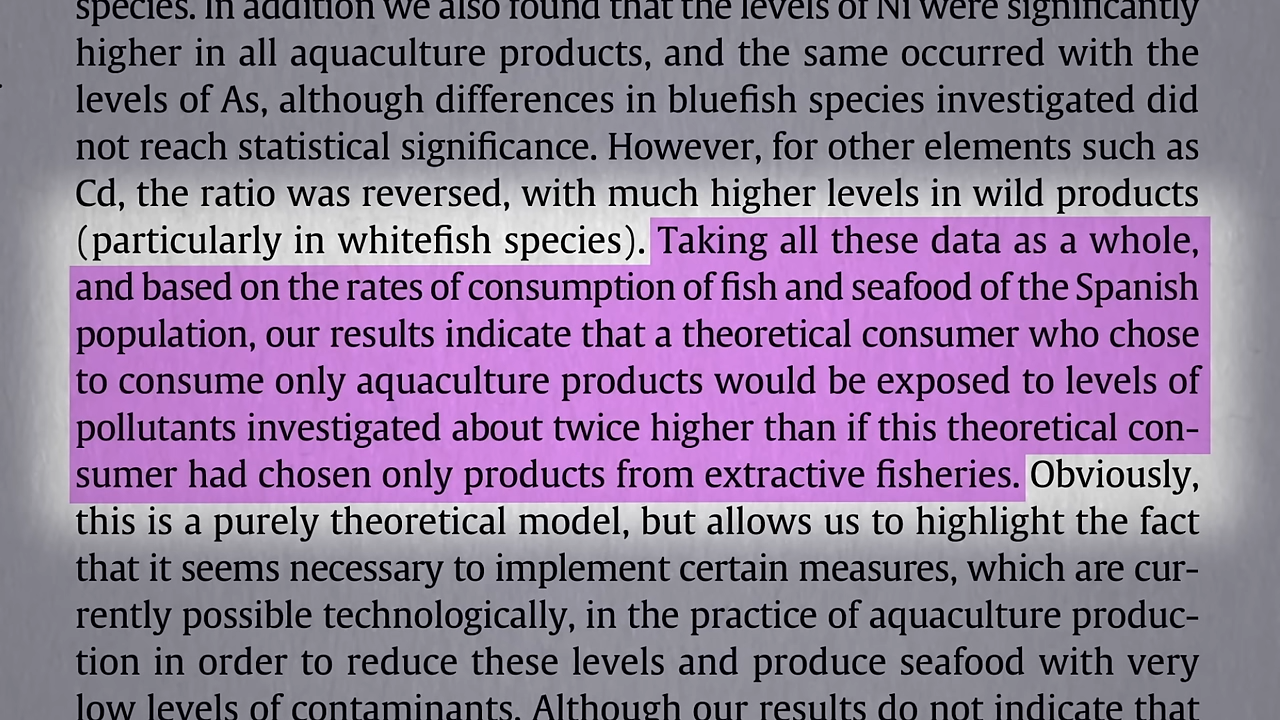 species. In addition we also found that the levels of Ni were significantly
higher in all aquaculture products, and the same occurred with the
levels of As, although differences in bluefish species investigated did
not reach statistical significance. However, for other elements such as
Cd, the ratio was reversed, with much higher levels in wild products
(particularly in whitefish species). Taking all these data as a whole,
and based on the rates of consumption of fish and seafood of the Spanish
population, our results indicate that a theoretical consumer who chose
to consume only aquaculture products would be exposed to levels of
pollutants investigated about twice higher than if this theoretical con-
sumer had chosen only products from extractive fisheries. Obviously,
this is a purely theoretical model, but allows us to highlight the fact
that it seems necessary to implement certain measures, which are cur-
rently possible technologically, in the practice of aquaculture produc-
tion in order to reduce these levels and produce seafood with very
low levels of contaminants. Although our results do not indicate that